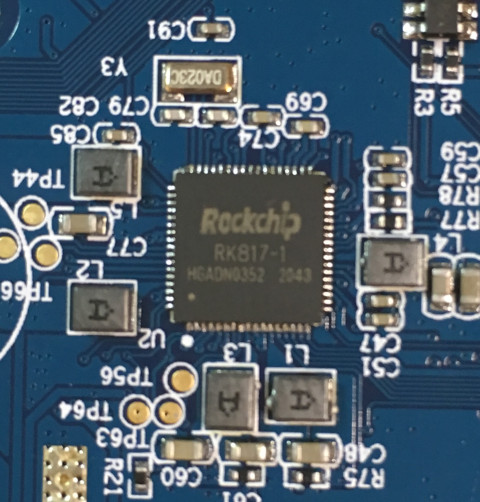 C91
Y3
DA023C
C82 C79
C69
C74
C85
R3
R5
TP44
C59
C57
R78
R77
L5
C77
Rockchip
RK817-1
HGADN0352 2043
L4
L2
TP66
U2
C47
C51
L3
L1
TP56
TP64
TP63
C60
C48
R75
R21
C61